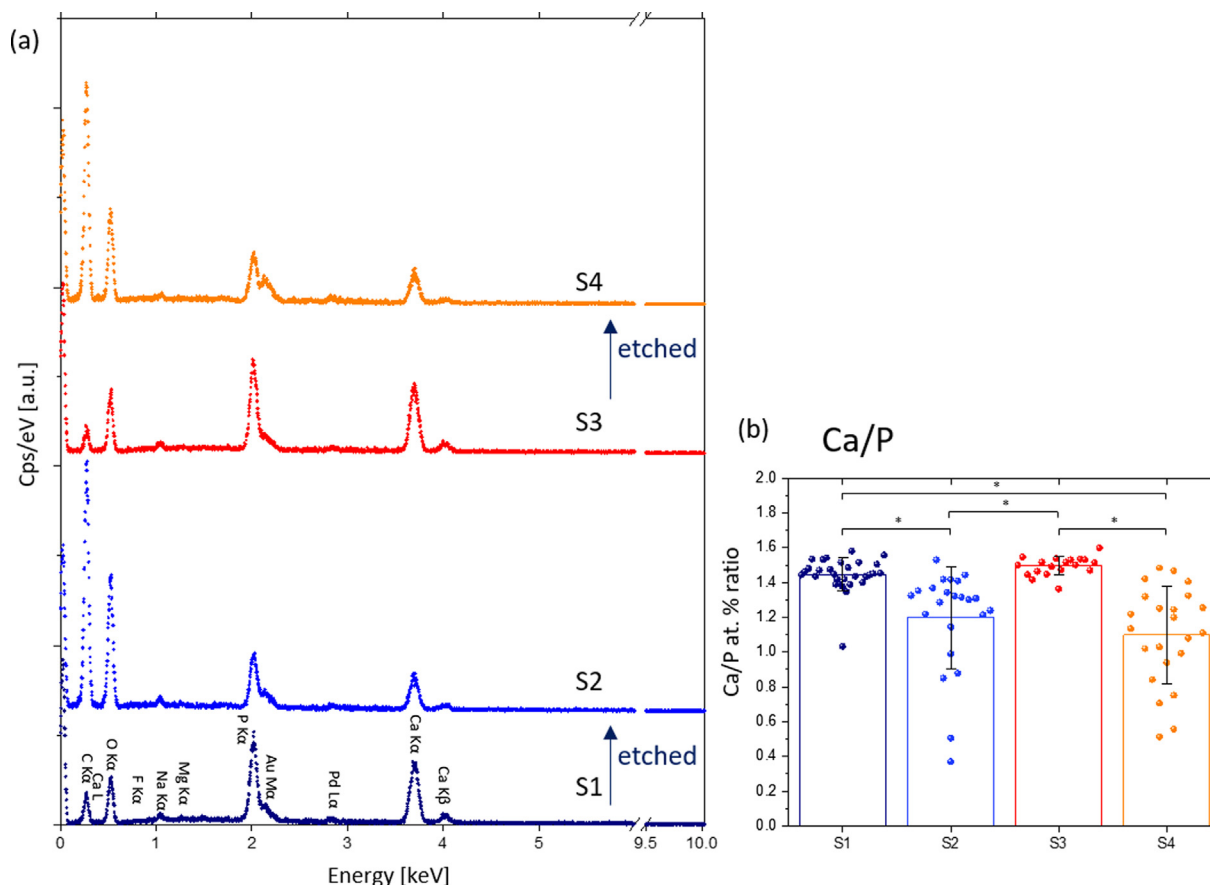 (a)
0
1
2
3
4
5
9.5
10.0
Energy [keV]
Cps/eV [a.u.]
S4
etched
S3
S2
etched
S1
C Kα
Ca L
O Kα
F Kα
Na Kα
Mg Kα
P Kα
Au Mα
Pd Lα
Ca Kα
Ca Kβ
(b)
Ca/P
2.0
1.8
1.6
1.4
1.2
1.0
0.8
0.6
0.4
0.2
0.0
Ca/P at. % ratio
*
*
*
*
S1
S2
S3
S4